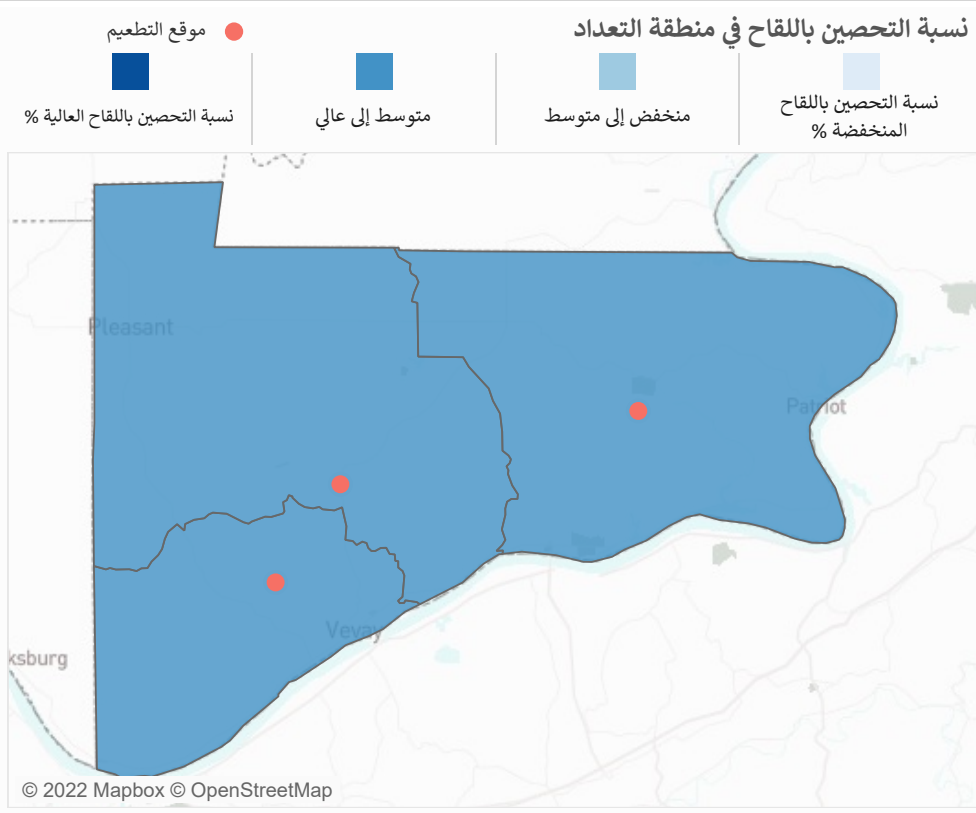 نسبة التحصين باللقاح في منطقة التعداد
موقع التطعيم
نسبة التحصين باللقاح
المنخفضة %
منخفض إلى متوسط
متوسط إلى عالي
نسبة التحصين باللقاح العالية %
Pleasant
Patriot
Vevay
ksburg
© 2022 Mapbox © OpenStreetMap